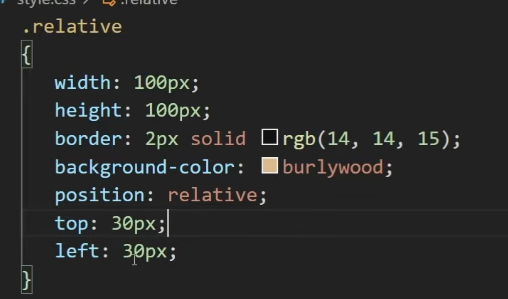 style.css > .relative
.relative
{
width: 100px;
height: 100px;
border: 2px solid rgb(14, 14, 15);
background-color: burlywood;
position: relative;
top: 30px;
left: 30px;
}